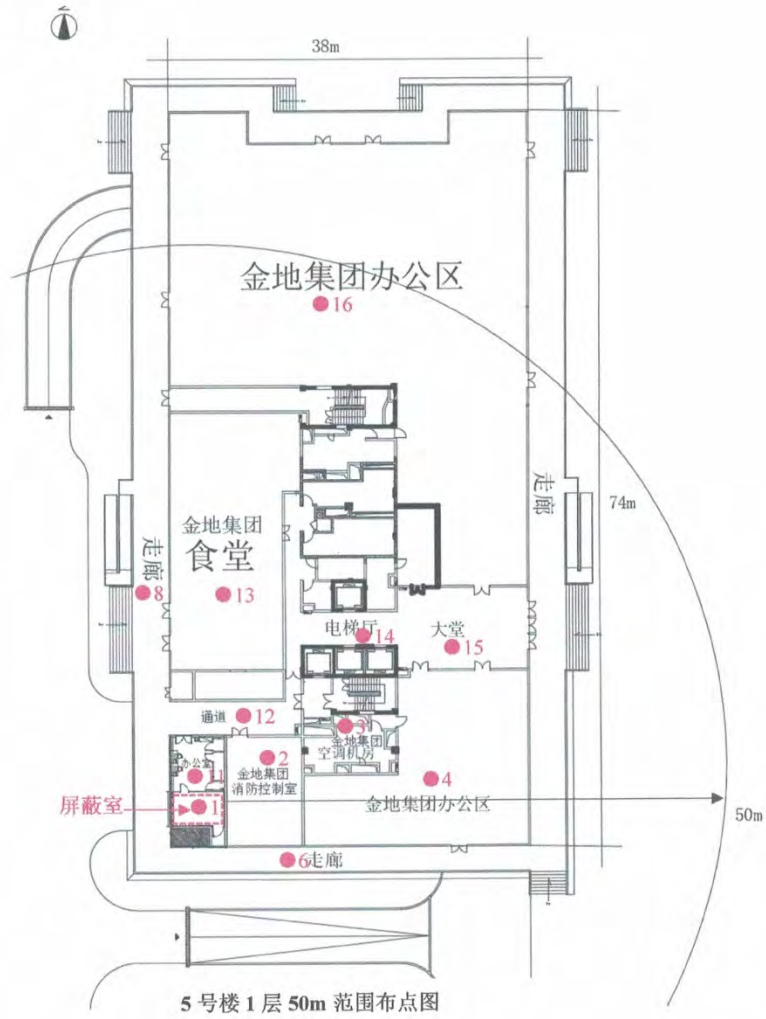 N
38m
金地集团办公区
16
走廊
74m
金地集团
食堂
走廊
8
13
电梯厅
14
大堂
15
通道
12
3
金地集团
空调机房
2
金地集团
消防控制室
办公室
11
4
金地集团办公区
屏蔽室
1
50m
6 走廊
5 号楼 1 层 50m 范围布点图